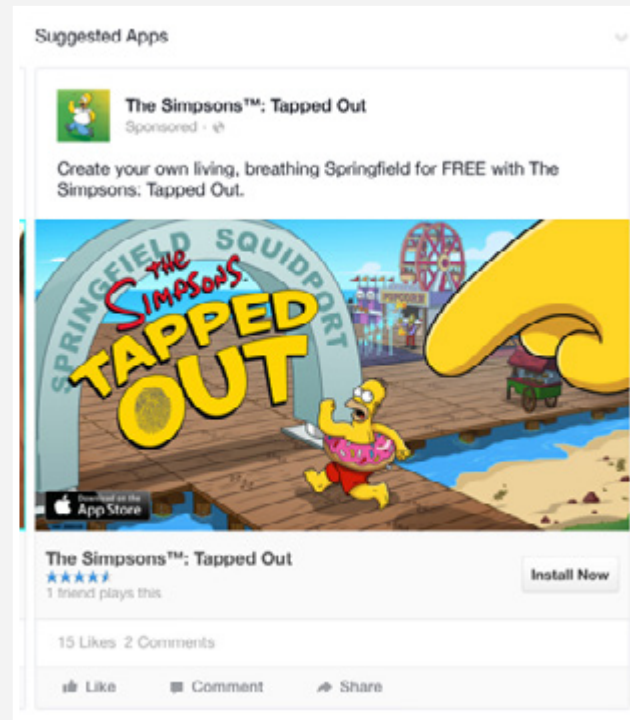 Suggested Apps
The Simpsons™: Tapped Out
Sponsored ·
Create your own living, breathing Springfield for FREE with The
Simpsons: Tapped Out.
SPRINGFIELD SQUIDPORT
THE
SIMPSONS
TAPPED
OUT
POPCORN
Download on the
App Store
The Simpsons™: Tapped Out
1 friend plays this
Install Now
15 Likes 2 Comments
Like Comment Share